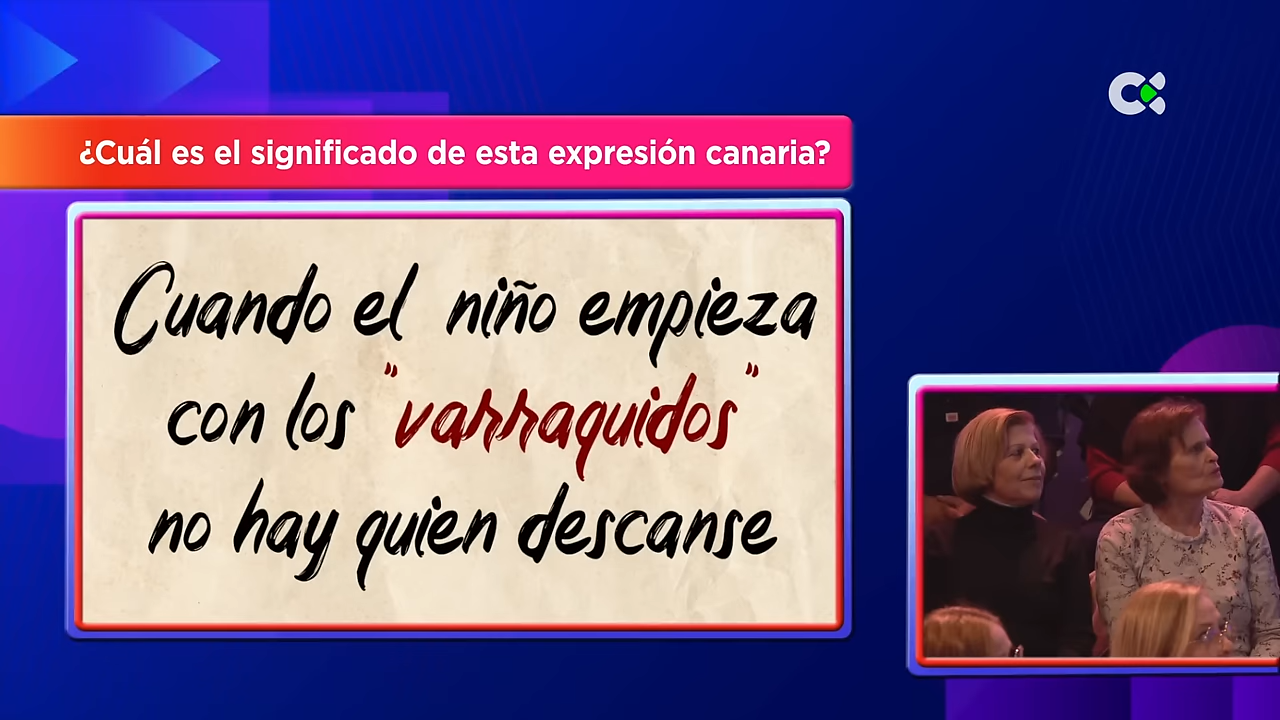 ¿Cuál es el significado de esta expresión canaria?
Cuando el niño empieza
con los "varraquidos"
no hay quien descanse